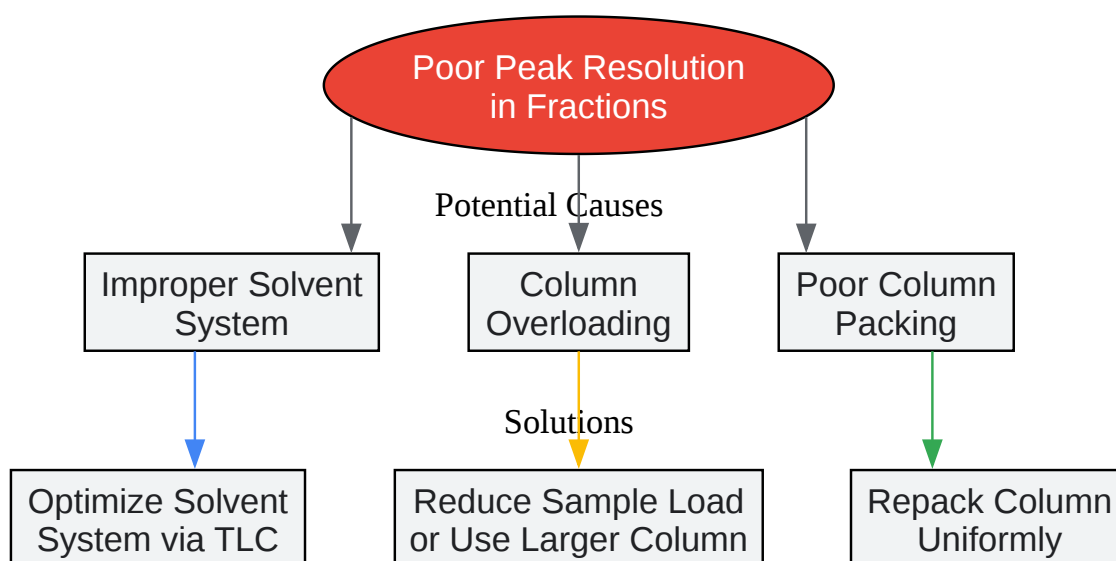 Poor Peak Resolution
in Fractions
Potential Causes
Improper Solvent
System
Column
Overloading
Poor Column
Packing
Solutions
Optimize Solvent
System via TLC
Reduce Sample Load
or Use Larger Column
Repack Column
Uniformly